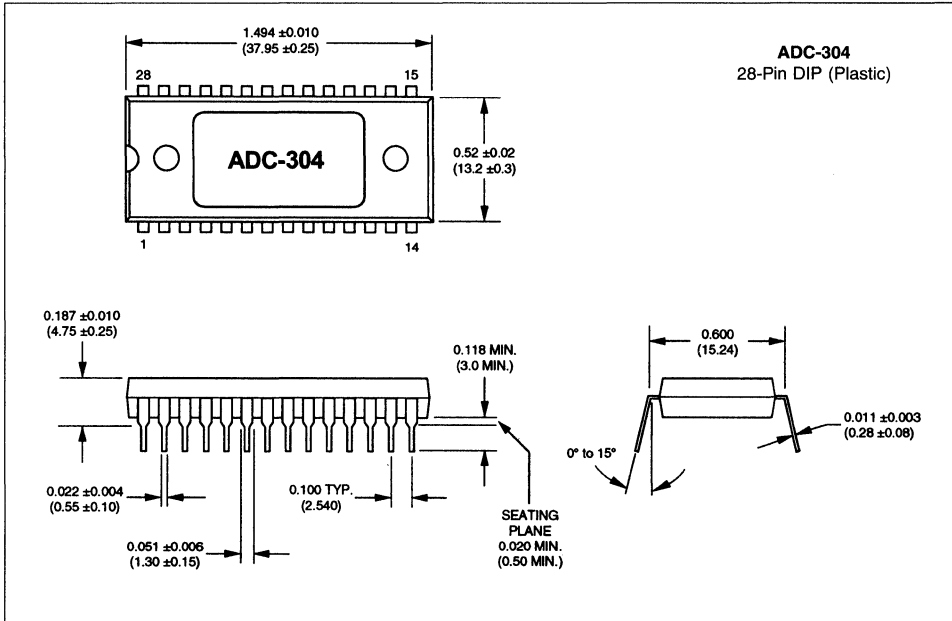 1.494 ±0.010
(37.95 ±0.25)
ADC-304
28-Pin DIP (Plastic)
28
15
ADC-304
0.52 ±0.02
(13.2 ±0.3)
1
14
0.187 ±0.010
(4.75 ±0.25)
0.118 MIN.
(3.0 MIN.)
0.600
(15.24)
0.011 ±0.003
(0.28 ±0.08)
0° to 15°
0.022 ±0.004
(0.55 ±0.10)
0.100 TYP.
(2.540)
SEATING
PLANE
0.020 MIN.
(0.50 MIN.)
0.051 ±0.006
(1.30 ±0.15)